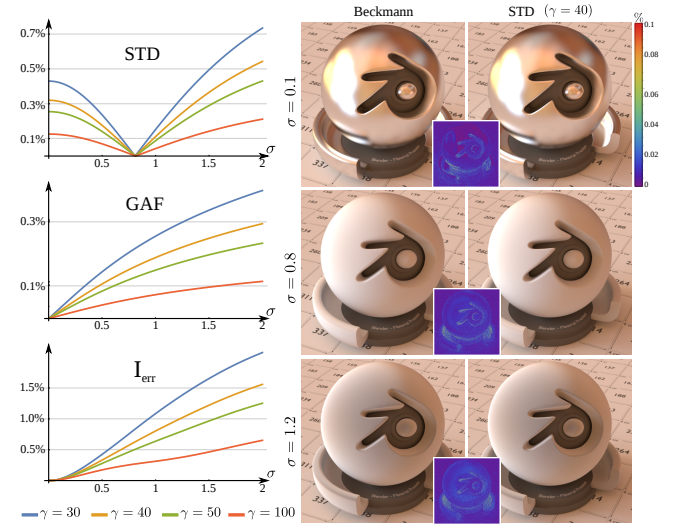 STD
0.7%
0.5%
0.3%
0.1%
0.5
1
1.5
2
σ
GAF
0.3%
0.1%
0.5
1
1.5
2
σ
I_err
1.5%
1.0%
0.5%
0.5
1
1.5
2
σ
γ = 30
γ = 40
γ = 50
γ = 100
Beckmann
STD (γ = 40)
σ = 0.1
σ = 0.8
σ = 1.2
%
0.1
0.08
0.06
0.04
0.02
0